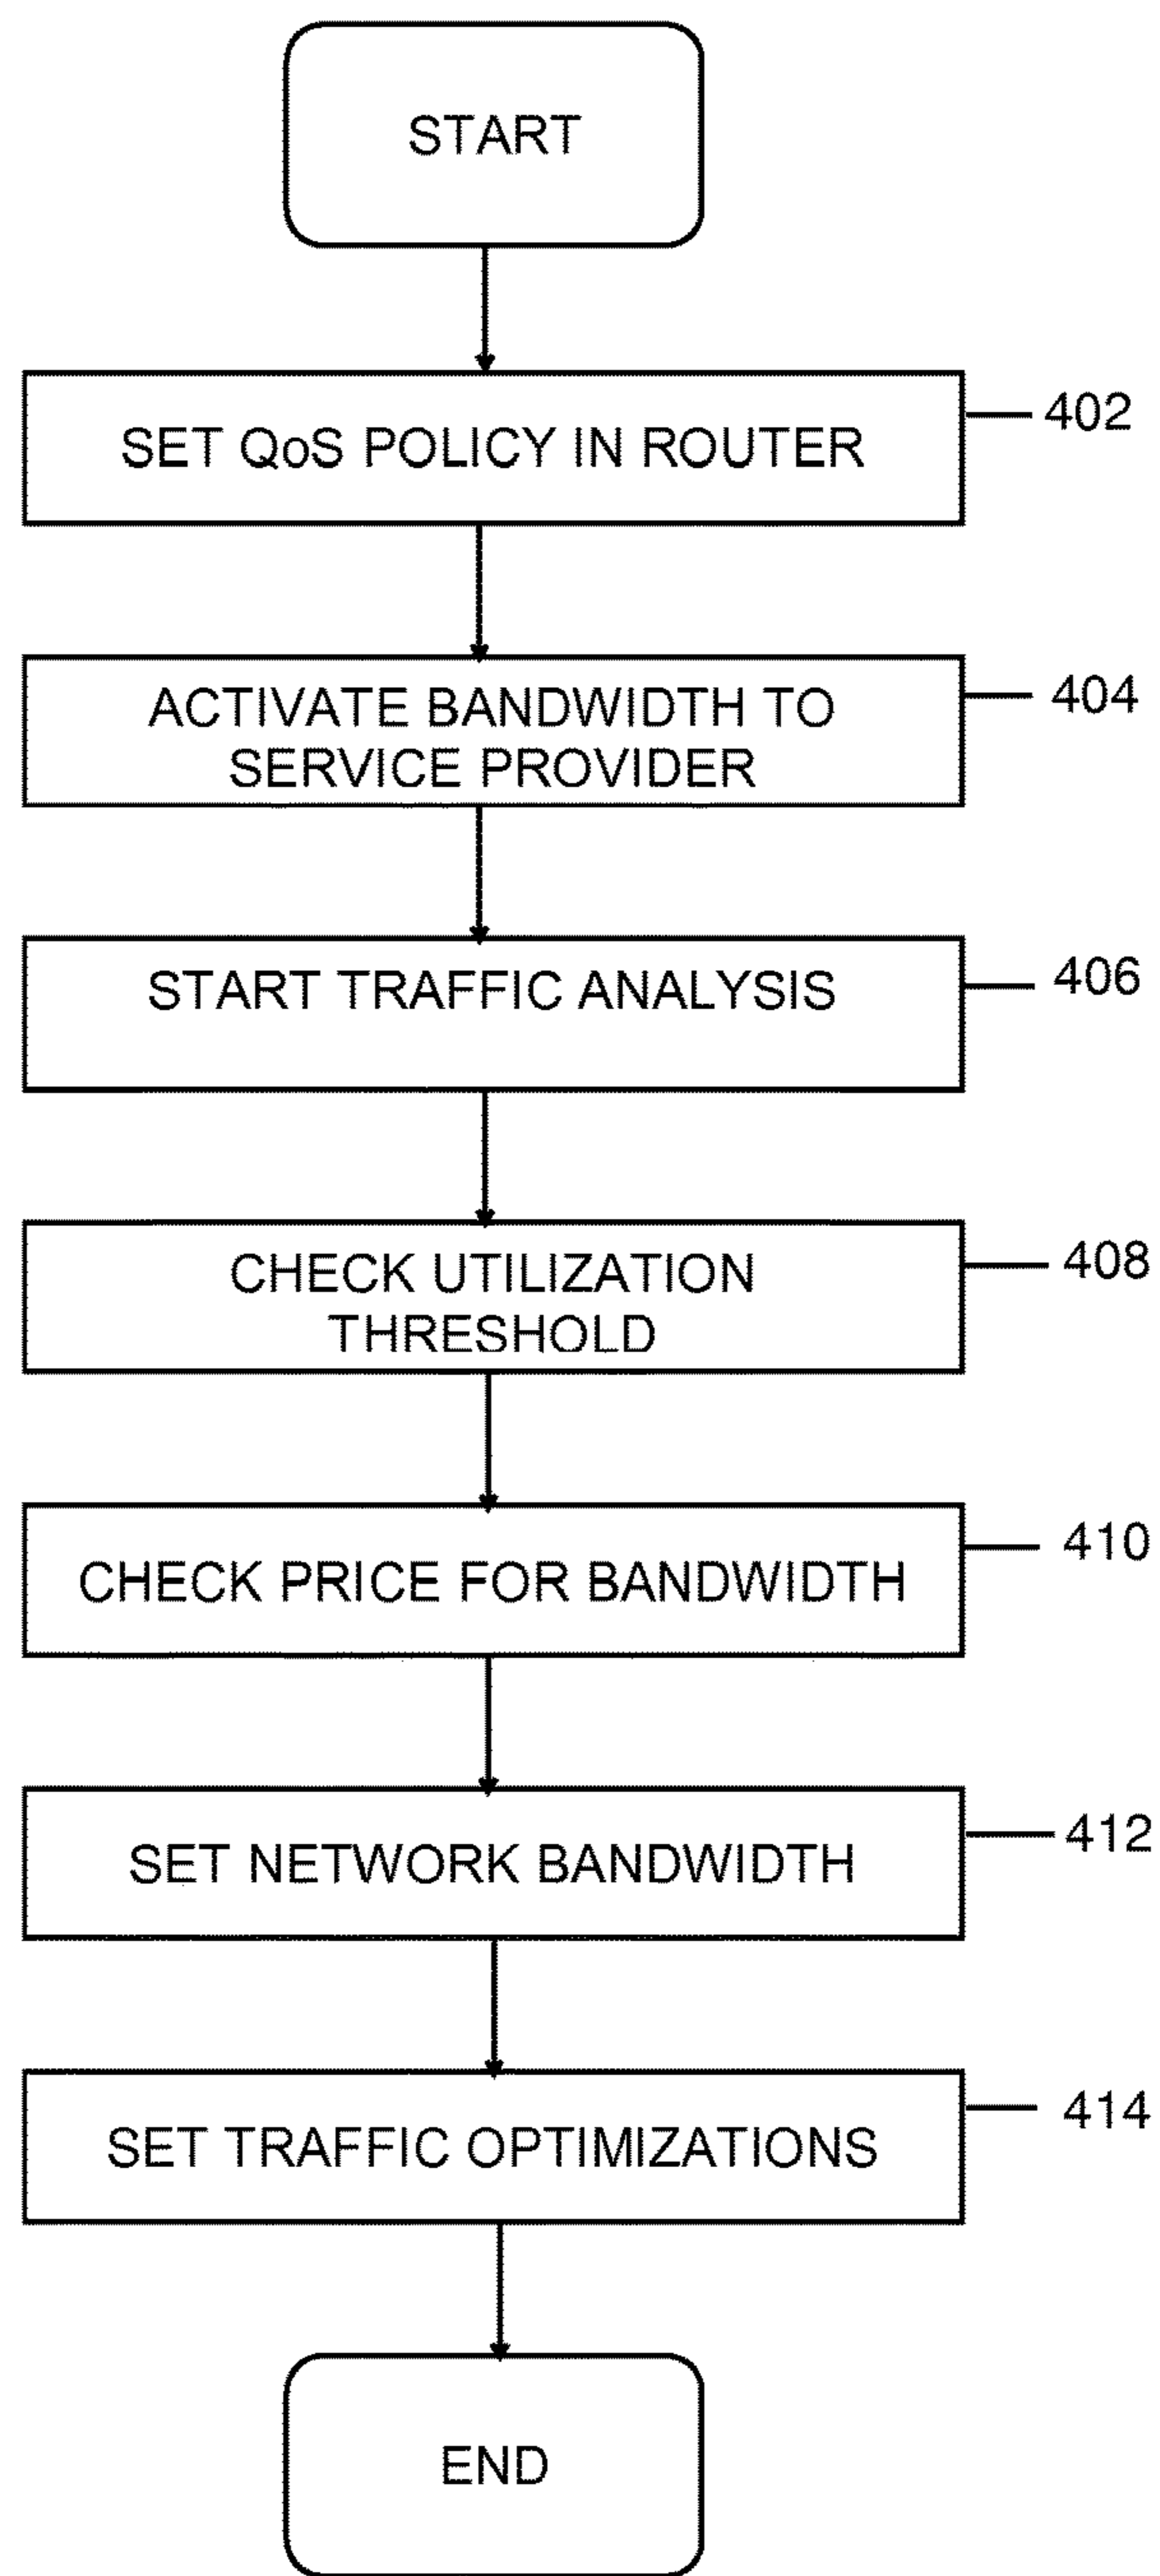 START
SET QoS POLICY IN ROUTER
402
ACTIVATE BANDWIDTH TO
SERVICE PROVIDER
404
START TRAFFIC ANALYSIS
406
CHECK UTILIZATION
THRESHOLD
408
CHECK PRICE FOR BANDWIDTH
410
SET NETWORK BANDWIDTH
412
SET TRAFFIC OPTIMIZATIONS
414
END